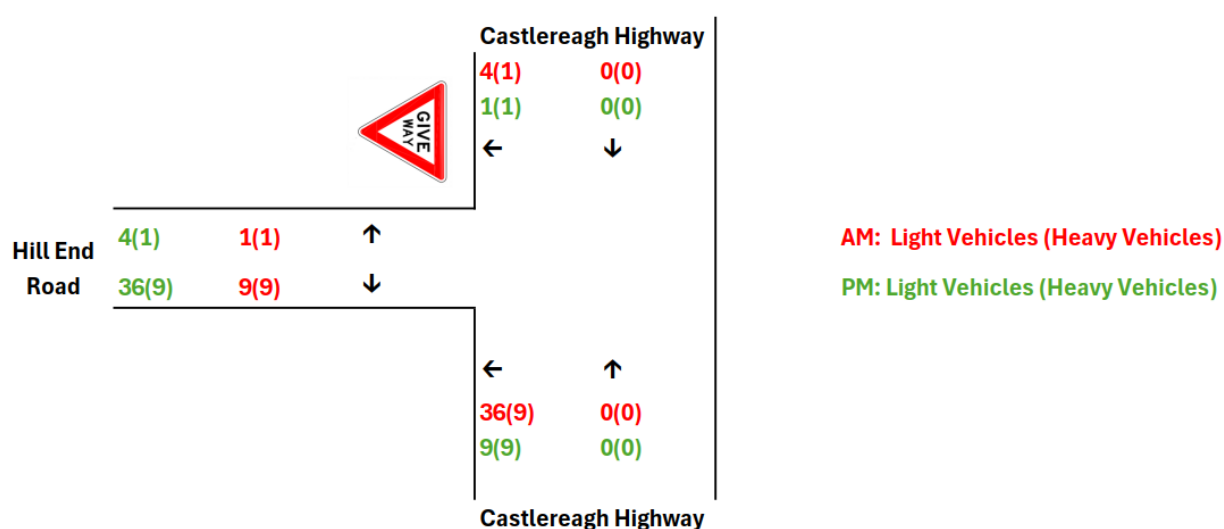 Castlereagh Highway
4(1) 0(0)
1(1) 0(0)
← ↓
GIVE
WAY
Hill End
Road
4(1) 1(1) ↑
36(9) 9(9) ↓
AM: Light Vehicles (Heavy Vehicles)
PM: Light Vehicles (Heavy Vehicles)
← ↑
36(9) 0(0)
9(9) 0(0)
Castlereagh Highway